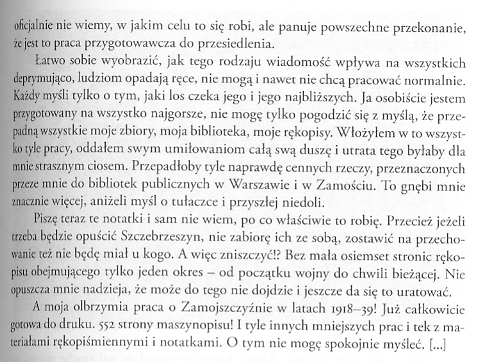 oficjalnie nie wiemy, w jakim celu to się robi, ale panuje powszechne przekonanie,
że jest to praca przygotowawcza do przesiedlenia.
Łatwo sobie wyobrazić, jak tego rodzaju wiadomość wpływa na wszystkich
deprymująco, ludziom opadają ręce, nie mogą i nawet nie chcą pracować normalnie.
Każdy myśli tylko o tym, jaki los czeka jego i jego najbliższych. Ja osobiście jestem
przygotowany na wszystko najgorsze, nie mogę tylko pogodzić się z myślą, że prze-
padną wszystkie moje zbiory, moja biblioteka, moje rękopisy. Włożyłem w to wszyst-
ko tyle pracy, oddałem swym umiłowaniom całą swą duszę i utrata tego byłaby dla
mnie strasznym ciosem. Przepadłoby tyle naprawdę cennych rzeczy, przeznaczonych
przeze mnie do bibliotek publicznych w Warszawie i w Zamościu. To gnębi mnie
znacznie więcej, aniżeli myśl o tułaczce i przyszłej niedoli.
Piszę teraz te notatki i sam nie wiem, po co właściwie to robię. Przecież jeżeli
trzeba będzie opuścić Szczebrzeszyn, nie zabiorę ich ze sobą, zostawić na przecho-
wanie też nie będę miał u kogo. A więc zniszczyć!? Bez mała osiemset stronic ręko-
pisu obejmującego tylko jeden okres – od początku wojny do chwili bieżącej. Nie
opuszcza mnie nadzieja, że może do tego nie dojdzie i jeszcze da się to uratować.
A moja olbrzymia praca o Zamojszczyźnie w latach 1918–39! Już całkowicie
gotowa do druku. 552 strony maszynopisu! I tyle innych mniejszych prac i tek z ma-
teriałami rękopiśmiennymi i notatkami. O tym nie mogę spokojnie myśleć. [...]